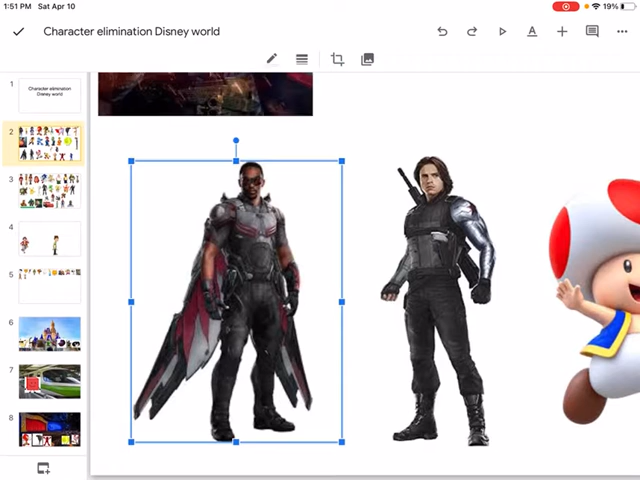 1:51 PM Sat Apr 10
19%
Character elimination Disney world
A
1
Character elimination
Disney world
2
3
4
5
6
7
8